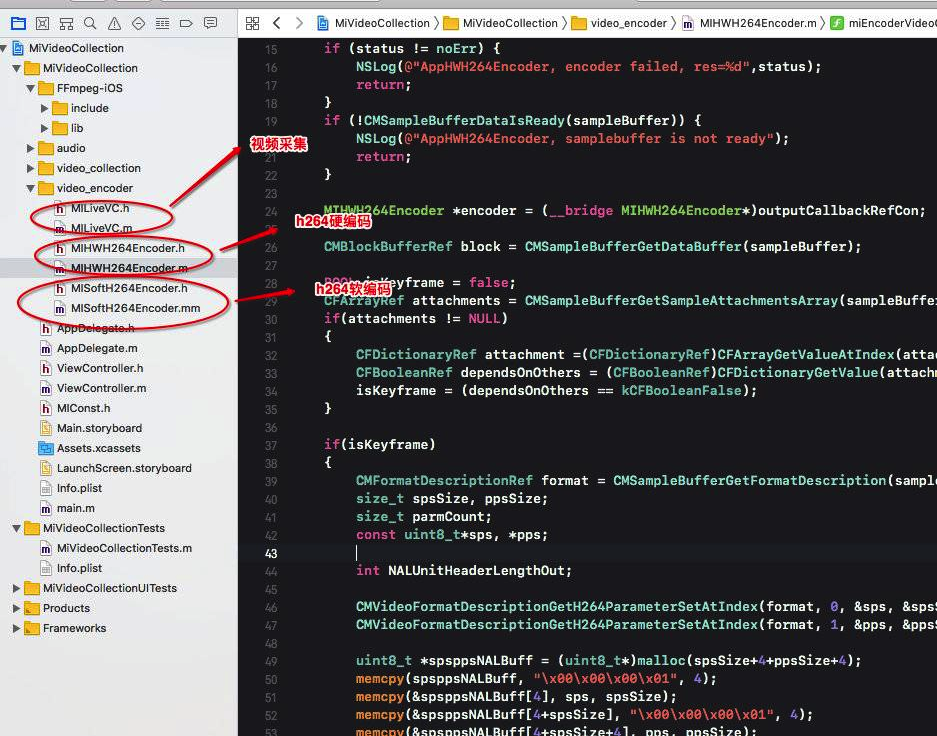 MiVideoCollection
MiVideoCollection
FFmpeg-iOS
include
lib
audio
video_collection
video_encoder
MILiveVC.h
MILiveVC.m
MIHWH264Encoder.h
MIHWH264Encoder.m
MISoftH264Encoder.h
MISoftH264Encoder.mm
AppDelegate.h
AppDelegate.m
ViewController.h
ViewController.m
MIConst.h
Main.storyboard
Assets.xcassets
LaunchScreen.storyboard
Info.plist
main.m
MiVideoCollectionTests
MiVideoCollectionTests.m
Info.plist
MiVideoCollectionUITests
Products
Frameworks
视频采集
h264硬编码
h264软编码
MiVideoCollection 〉 MiVideoCollection 〉 video_encoder 〉 MIHWH264Encoder.m 〉 miEncoderVideoC
15 if (status != noErr) {
16 NSLog(@"AppHWH264Encoder, encoder failed, res=%d",status);
17 return;
18 }
19 if (!CMSampleBufferDataIsReady(sampleBuffer)) {
20 NSLog(@"AppHWH264Encoder, samplebuffer is not ready");
21 return;
22 }
23
24 MIHWH264Encoder *encoder = (__bridge MIHWH264Encoder*)outputCallbackRefCon;
25
26 CMBlockBufferRef block = CMSampleBufferGetDataBuffer(sampleBuffer);
27
28 BOOL isKeyframe = false;
29 CFArrayRef attachments = CMSampleBufferGetSampleAttachmentsArray(sampleBuffe
30 if(attachments != NULL)
31 {
32 CFDictionaryRef attachment =(CFDictionaryRef)CFArrayGetValueAtIndex(atta
33 CFBooleanRef dependsOnOthers = (CFBooleanRef)CFDictionaryGetValue(attachm
34 isKeyframe = (dependsOnOthers == kCFBooleanFalse);
35 }
36
37 if(isKeyframe)
38 {
39 CMFormatDescriptionRef format = CMSampleBufferGetFormatDescription(sampl
40 size_t spsSize, ppsSize;
41 size_t parmCount;
42 const uint8_t*sps, *pps;
43
44 int NALUnitHeaderLengthOut;
45
46 CMVideoFormatDescriptionGetH264ParameterSetAtIndex(format, 0, &sps, &spsS
47 CMVideoFormatDescriptionGetH264ParameterSetAtIndex(format, 1, &pps, &ppsS
48
49 uint8_t *spsppsNALBuff = (uint8_t*)malloc(spsSize+4+ppsSize+4);
50 memcpy(spsppsNALBuff, "\x00\x00\x00\x01", 4);
51 memcpy(&spsppsNALBuff[4], sps, spsSize);
52 memcpy(&spsppsNALBuff[4+spsSize], "\x00\x00\x00\x01", 4);
53 memcpy(&spsppsNALBuff[4+spsSize+4], pps, ppsSize);